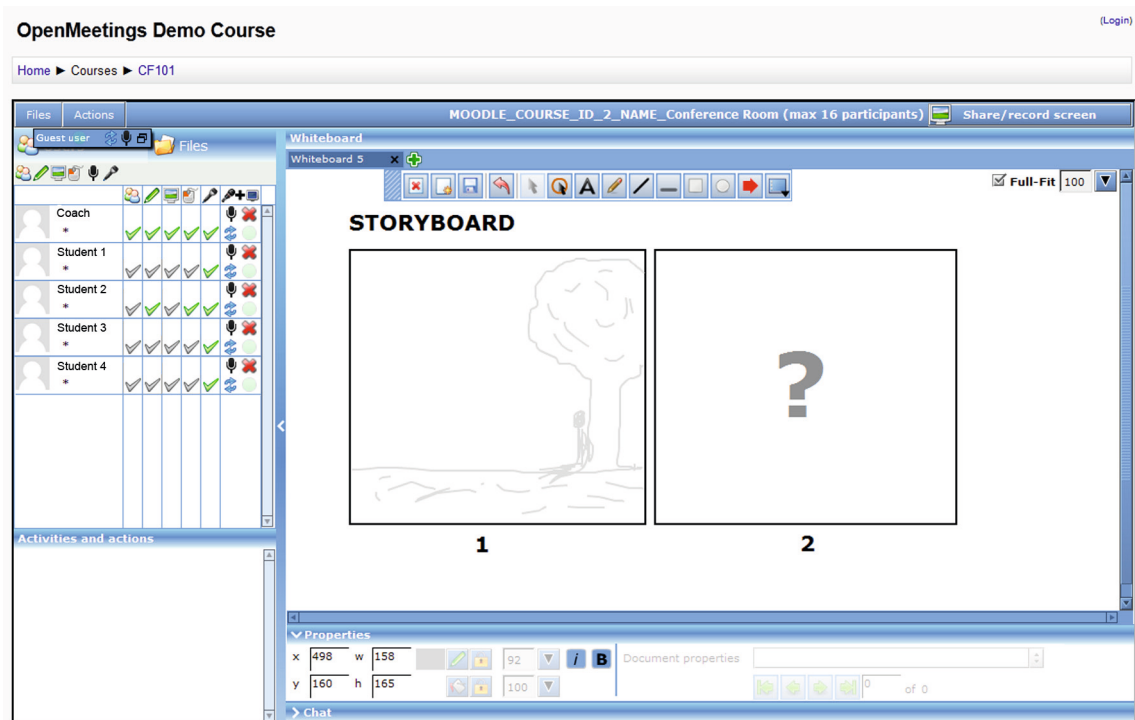 OpenMeetings Demo Course
(Login)
Home ► Courses ► CF101
Files Actions MOODLE_COURSE_ID_2_NAME_Conference Room (max 16 participants) Share/record screen
Guest user
Files
Whiteboard
Whiteboard 5 x
A
Full-Fit 100
STORYBOARD
Coach
*
Student 1
*
Student 2
*
Student 3
*
Student 4
*
?
1 2
Activities and actions
Properties
x 498 w 158 92 i B Document properties
y 160 h 165 100 0 of 0
Chat